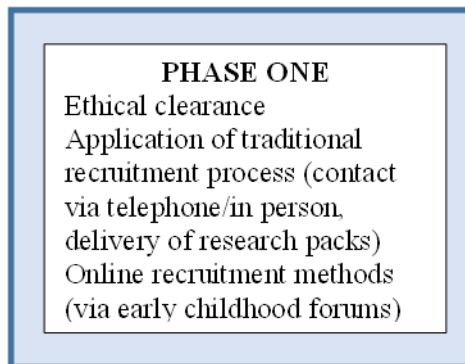 PHASE ONE
Ethical clearance
Application of traditional
recruitment process (contact
via telephone/in person,
delivery of research packs)
Online recruitment methods
(via early childhood forums)